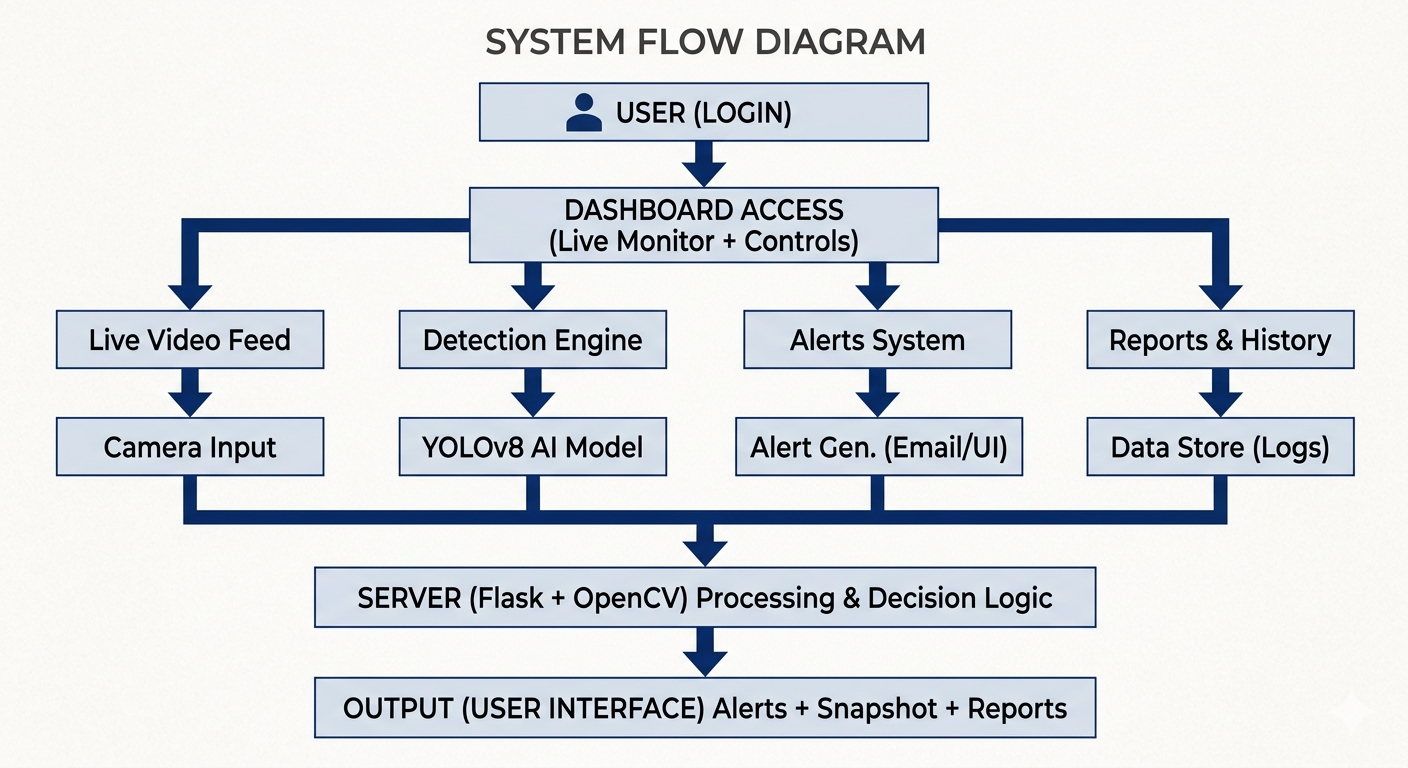 SYSTEM FLOW DIAGRAM
USER (LOGIN)
DASHBOARD ACCESS
(Live Monitor + Controls)
Live Video Feed
Detection Engine
Alerts System
Reports & History
Camera Input
YOLOv8 AI Model
Alert Gen. (Email/UI)
Data Store (Logs)
SERVER (Flask + OpenCV) Processing & Decision Logic
OUTPUT (USER INTERFACE) Alerts + Snapshot + Reports